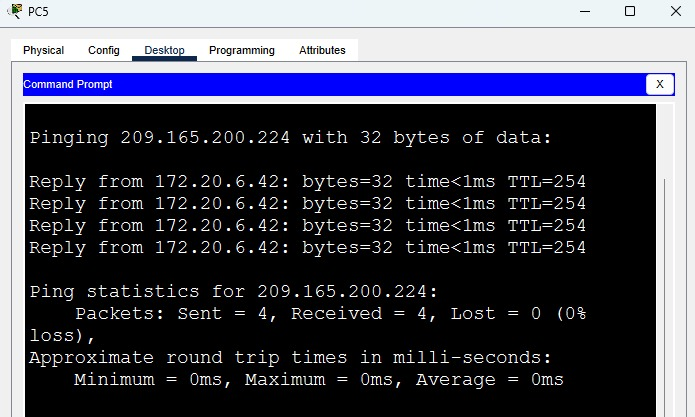 PC5
Physical Config Desktop Programming Attributes
Command Prompt
X
Pinging 209.165.200.224 with 32 bytes of data:
Reply from 172.20.6.42: bytes=32 time<1ms TTL=254
Reply from 172.20.6.42: bytes=32 time<1ms TTL=254
Reply from 172.20.6.42: bytes=32 time<1ms TTL=254
Reply from 172.20.6.42: bytes=32 time<1ms TTL=254
Ping statistics for 209.165.200.224:
Packets: Sent = 4, Received = 4, Lost = 0 (0%
loss),
Approximate round trip times in milli-seconds:
Minimum = 0ms, Maximum = 0ms, Average = 0ms